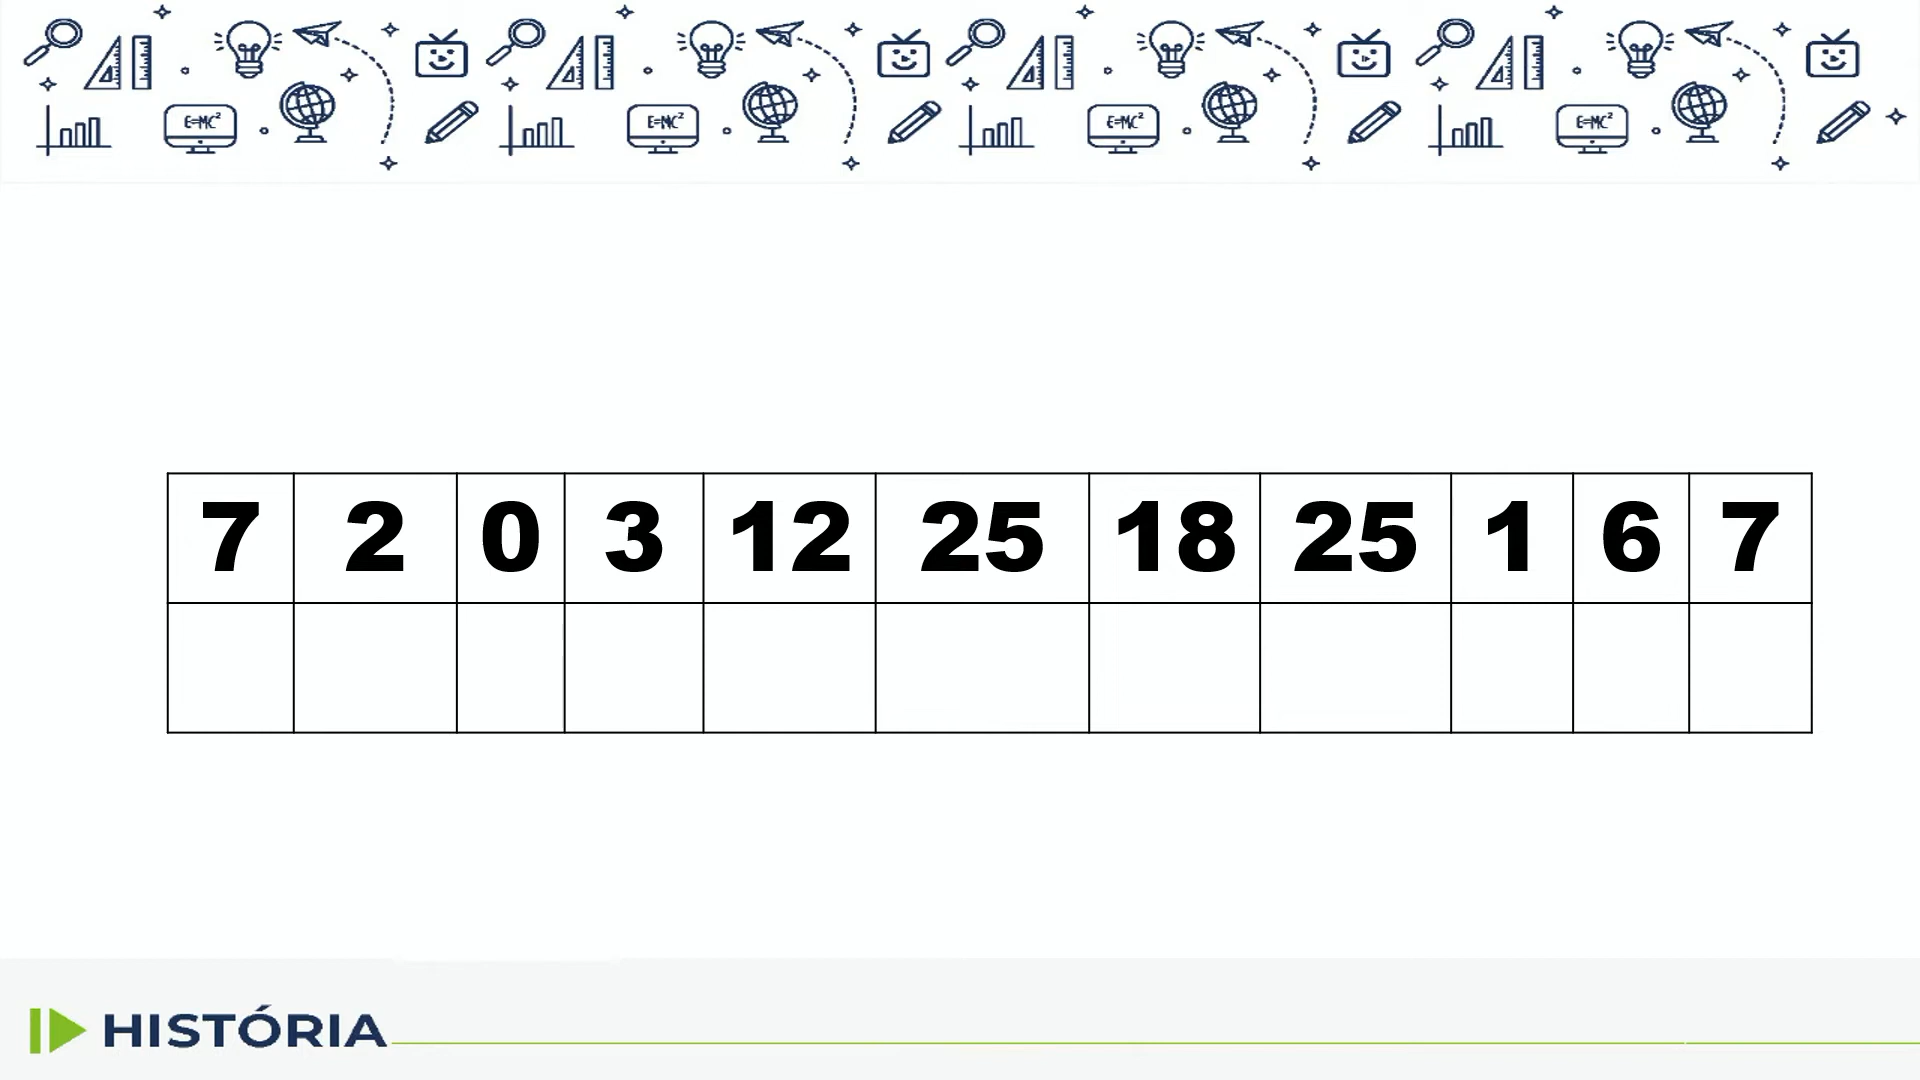 E=MC² E=MC² E=MC² E=MC²
7 2 0 3 12 25 18 25 1 6 7
HISTÓRIA